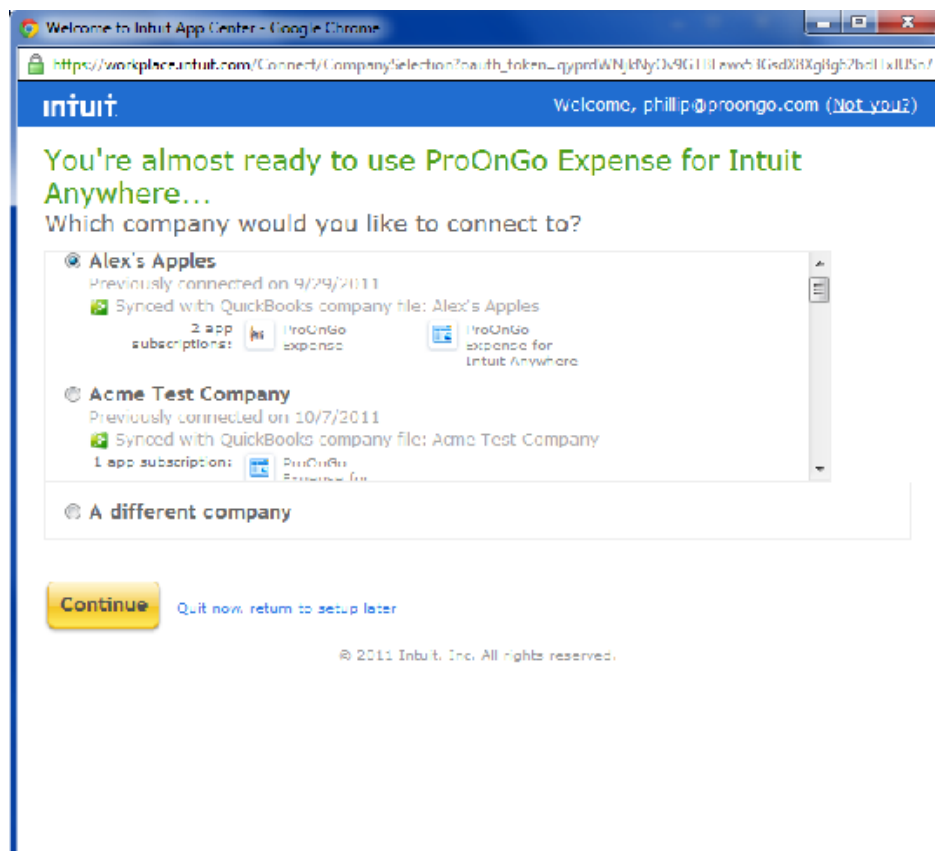 Welcome to Intuit App Center - Google Chrome
https://workplace.intuit.com/Connect/CompanySelection?oauth_token=
intuit.
Welcome, phillip@proongo.com (Not you?)
You're almost ready to use ProOnGo Expense for Intuit
Anywhere...
Which company would you like to connect to?
Alex's Apples
Previously connected on 9/29/2011
Synced with QuickBooks company file: Alex's Apples
2 app
subscriptions:
ProOnGo
Expense
ProOnGo
Expense for
Intuit Anywhere
Acme Test Company
Previously connected on 10/7/2011
Synced with QuickBooks company file: Acme Test Company
1 app subscription:
ProOnGo
Expense for
A different company
Continue
Quit now, return to setup later
© 2011 Intuit, Inc. All rights reserved.